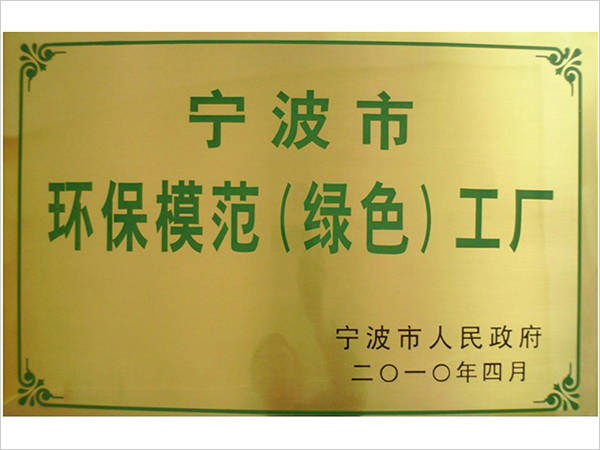 宁波市
环保模范(绿色)工厂
宁波市人民政府
二〇一〇年四月